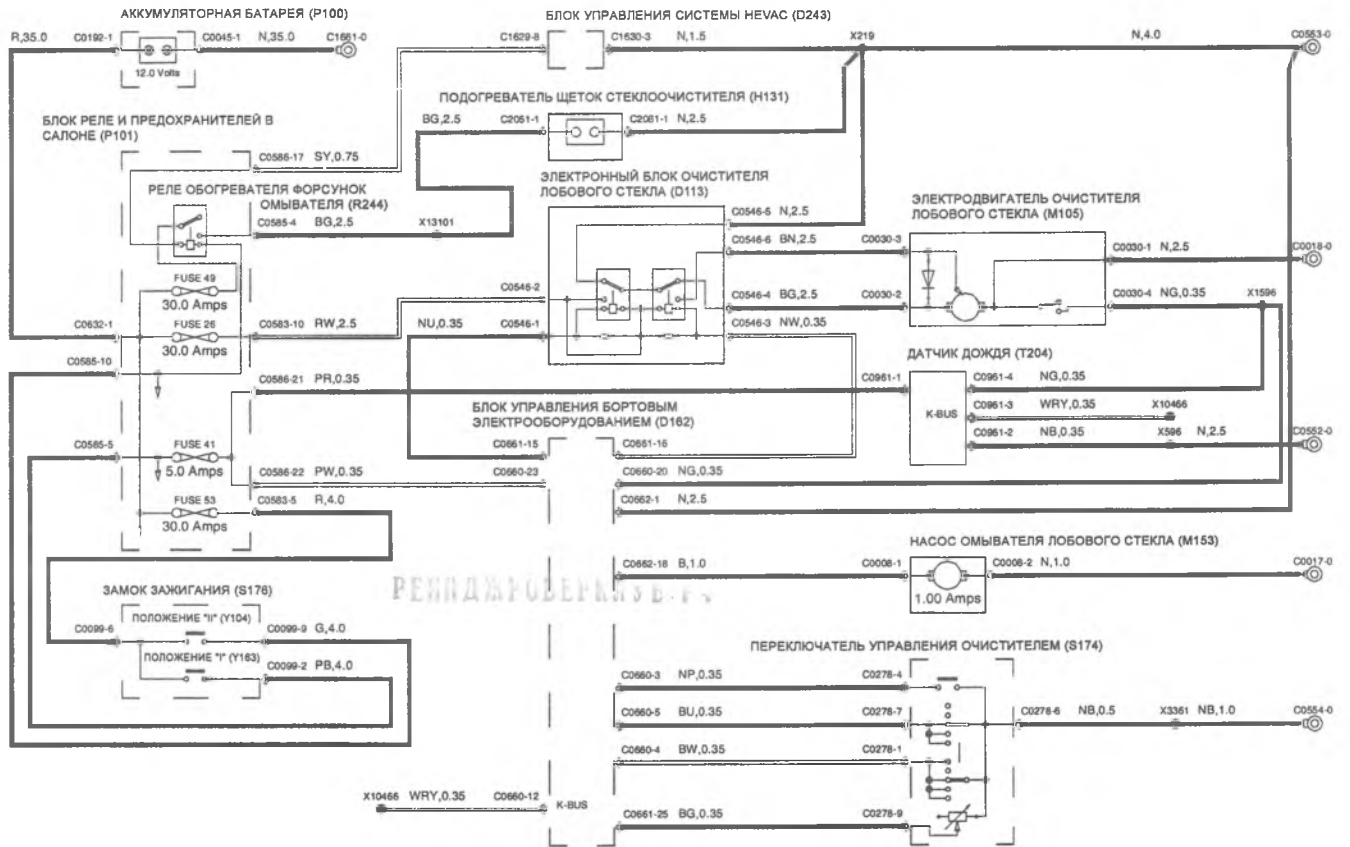 АККУМУЛЯТОРНАЯ БАТАРЕЯ (P100)
R,35.0 C0192-1 C0045-1 N,35.0 C1661-0
12.0 Volts
БЛОК УПРАВЛЕНИЯ СИСТЕМЫ HEVAC (D243)
C1629-8 C1630-3 N,1.5 X219 N,4.0 C0553-0
ПОДОГРЕВАТЕЛЬ ЩЕТОК СТЕКЛООЧИСТИТЕЛЯ (H131)
BG,2.5 C2051-1 C2081-1 N,2.5
БЛОК РЕЛЕ И ПРЕДОХРАНИТЕЛЕЙ В
САЛОНЕ (P101)
C0586-17 SY,0.75
РЕЛЕ ОБОГРЕВАТЕЛЯ ФОРСУНОК
ОМЫВАТЕЛЯ (R244)
C0585-4 BG,2.5 X13101
FUSE 49
30.0 Amps
C0632-1 FUSE 26 C0583-10 RW,2.5
30.0 Amps
C0585-10
C0586-21 PR,0.35
C0585-5 FUSE 41
5.0 Amps
C0586-22 PW,0.35
FUSE 53 C0583-5 R,4.0
30.0 Amps
ЭЛЕКТРОННЫЙ БЛОК ОЧИСТИТЕЛЯ
ЛОБОВОГО СТЕКЛА (D113)
C0546-5 N,2.5
C0546-6 BN,2.5 C0030-3
C0546-2
C0546-4 BG,2.5 C0030-2
NU,0.35 C0546-1 C0546-3 NW,0.35
ЭЛЕКТРОДВИГАТЕЛЬ ОЧИСТИТЕЛЯ
ЛОБОВОГО СТЕКЛА (M105)
C0030-1 N,2.5 C0018-0
C0030-4 NG,0.35 X1596
ДАТЧИК ДОЖДЯ (T204)
C0961-1 C0961-4 NG,0.35
K-BUS C0961-3 WRY,0.35 X10466
C0961-2 NB,0.35 X596 N,2.5 C0552-0
БЛОК УПРАВЛЕНИЯ БОРТОВЫМ
ЭЛЕКТРООБОРУДОВАНИЕМ (D162)
C0661-15 C0661-16
C0660-23 C0660-20 NG,0.35
C0662-1 N,2.5
НАСОС ОМЫВАТЕЛЯ ЛОБОВОГО СТЕКЛА (M153)
C0662-18 B,1.0 C0008-1 C0008-2 N,1.0 C0017-0
1.00 Amps
ЗАМОК ЗАЖИГАНИЯ (S176)
ПОЛОЖЕНИЕ "II" (Y104)
C0099-6 C0099-9 G,4.0
ПОЛОЖЕНИЕ "I" (Y163)
C0099-2 PB,4.0
ПЕРЕКЛЮЧАТЕЛЬ УПРАВЛЕНИЯ ОЧИСТИТЕЛЕМ (S174)
C0660-3 NP,0.35 C0278-4
C0660-5 BU,0.35 C0278-7 C0278-6 NB,0.5 X3361 NB,1.0 C0554-0
C0660-4 BW,0.35 C0278-1
X10466 WRY,0.35 C0660-12 K-BUS
C0661-25 BG,0.35 C0278-9